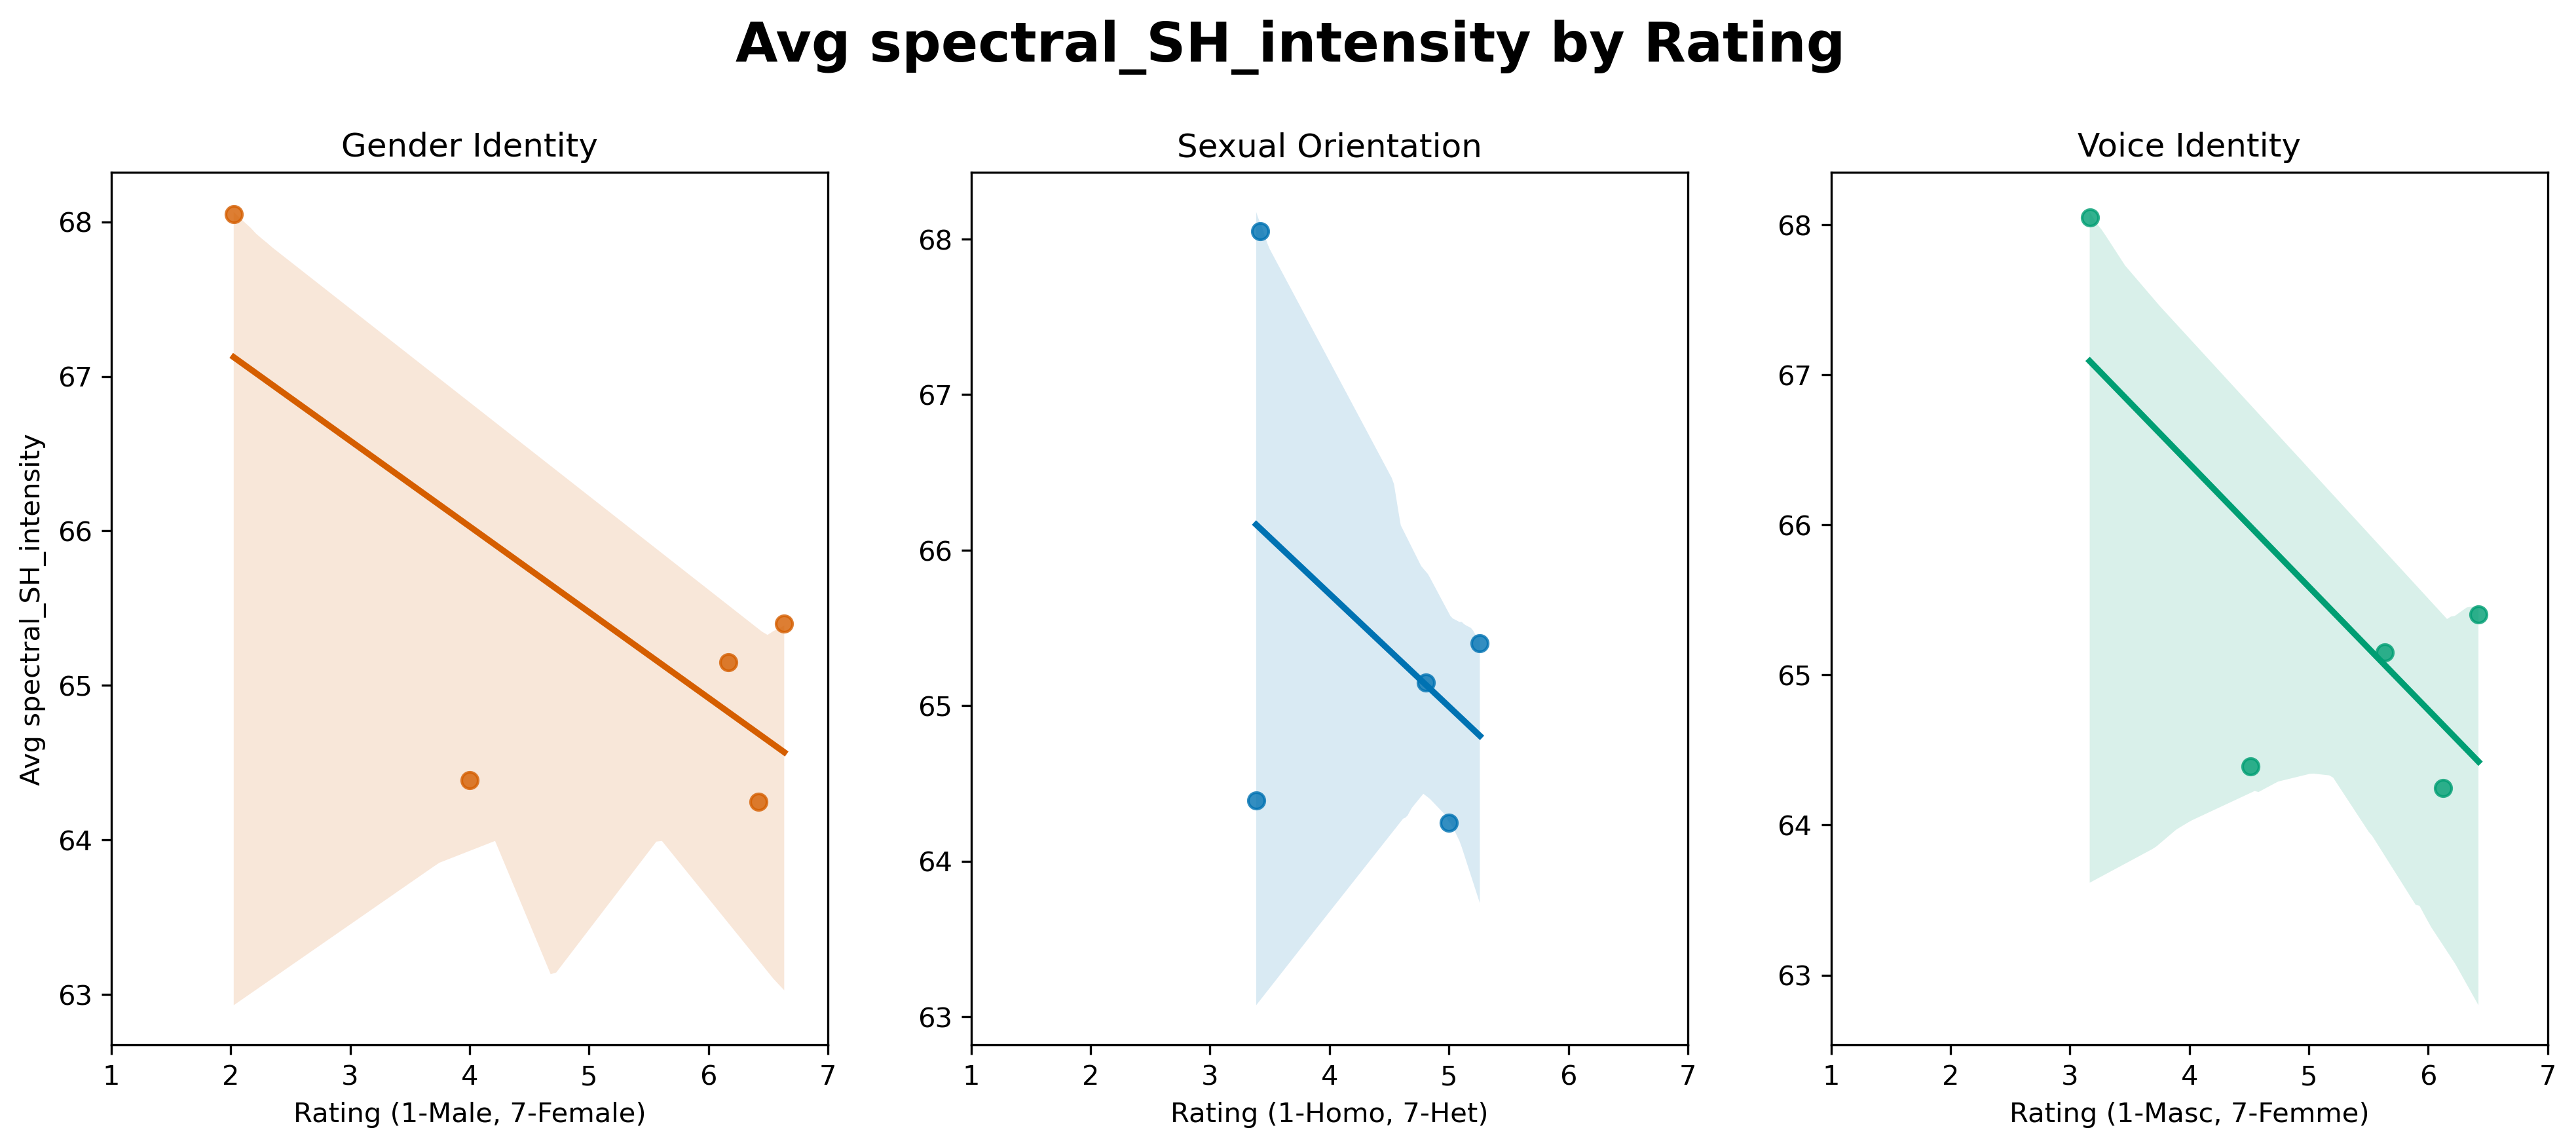 Avg spectral_SH_intensity by Rating
Gender Identity
Avg spectral_SH_intensity
68
67
66
65
64
63
1 2 3 4 5 6 7
Rating (1-Male, 7-Female)
Sexual Orientation
68
67
66
65
64
63
1 2 3 4 5 6 7
Rating (1-Homo, 7-Het)
Voice Identity
68
67
66
65
64
63
1 2 3 4 5 6 7
Rating (1-Masc, 7-Femme)